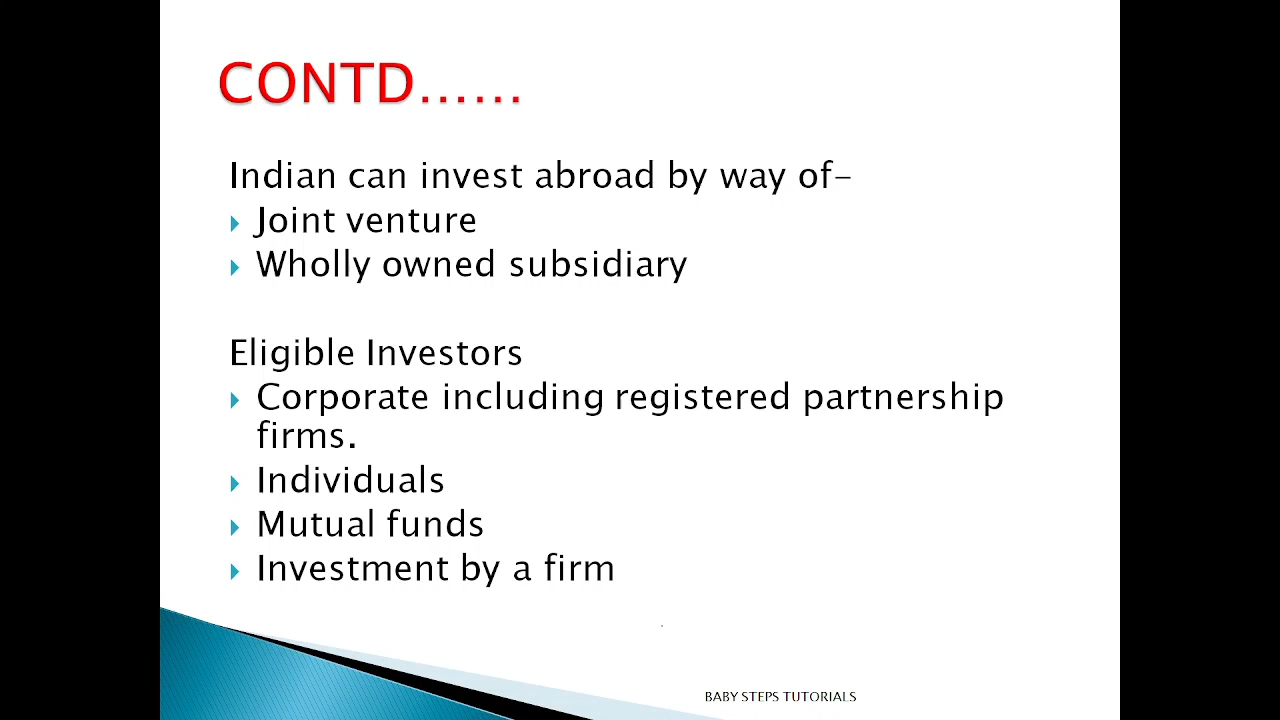 CONTD......
Indian can invest abroad by way of-
Joint venture
Wholly owned subsidiary
Eligible Investors
Corporate including registered partnership
firms.
Individuals
Mutual funds
Investment by a firm
BABY STEPS TUTORIALS